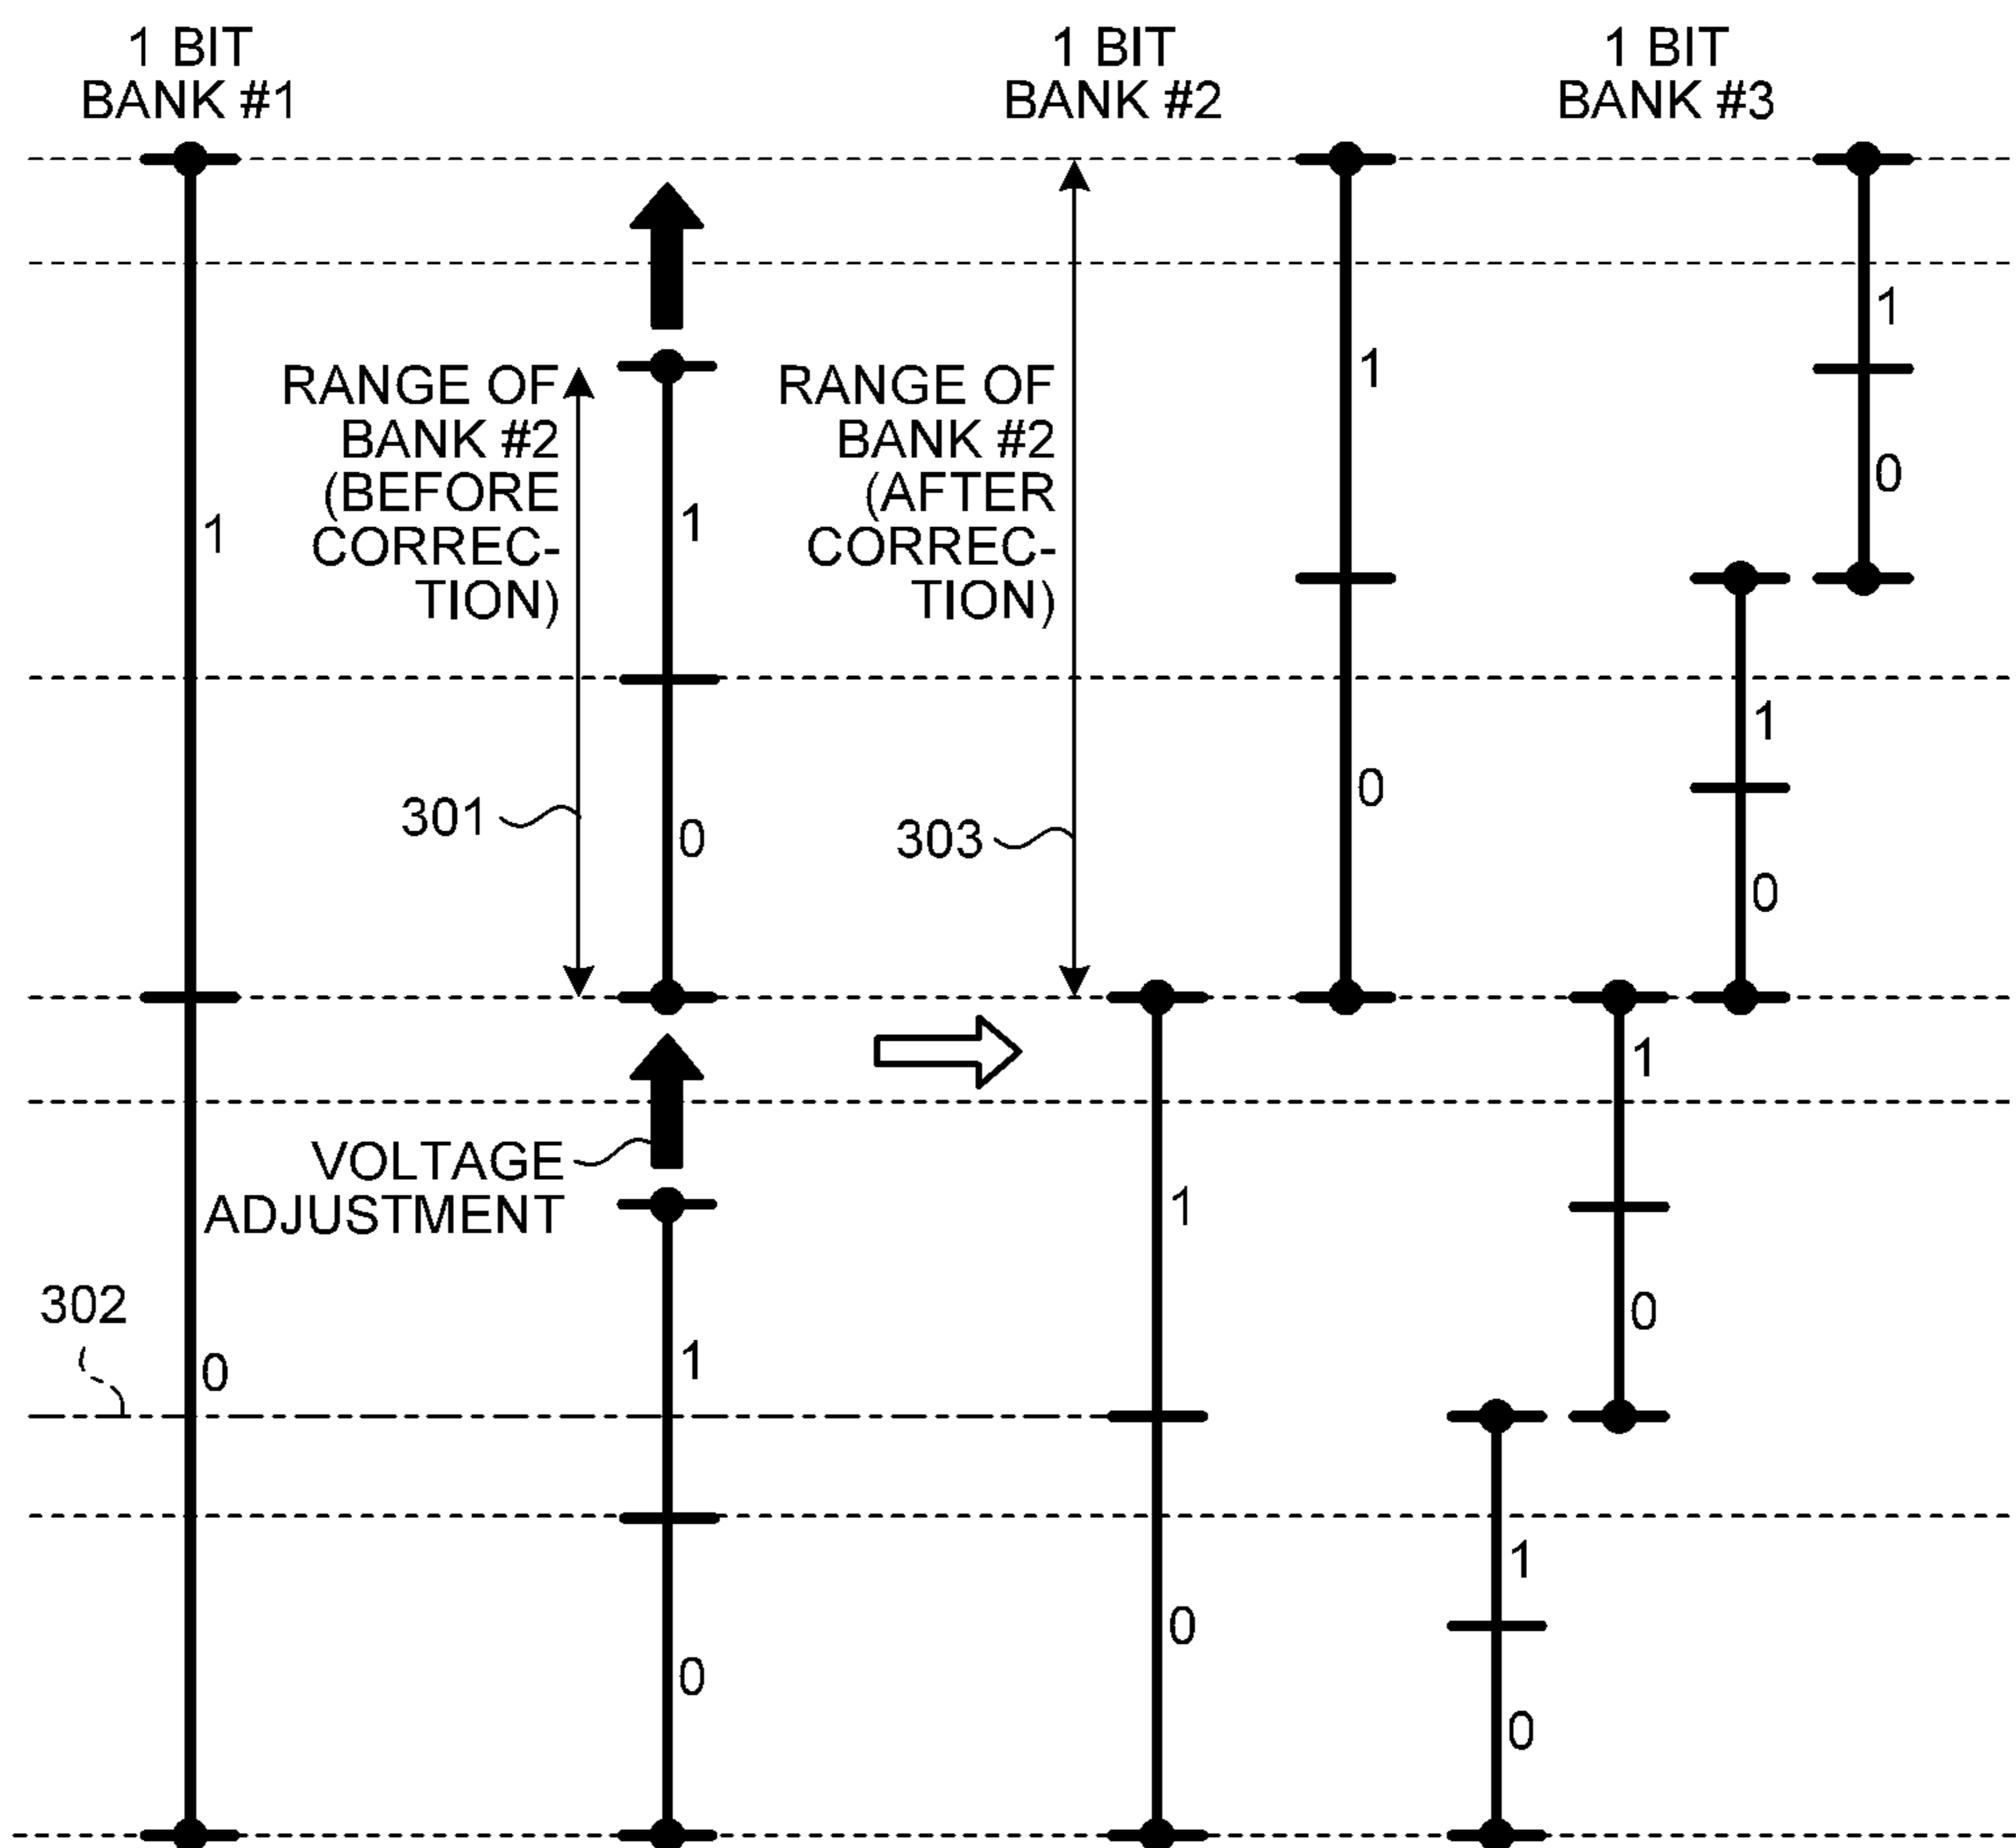 1 BIT
BANK #1
1 BIT
BANK #2
1 BIT
BANK #3
RANGE OF
BANK #2
(BEFORE
CORREC-
TION)
RANGE OF
BANK #2
(AFTER
CORREC-
TION)
1
1
1
1
0
1
0
301
0
303
0
0
1
VOLTAGE
ADJUSTMENT
1
302
0
1
0
1
0
0
0